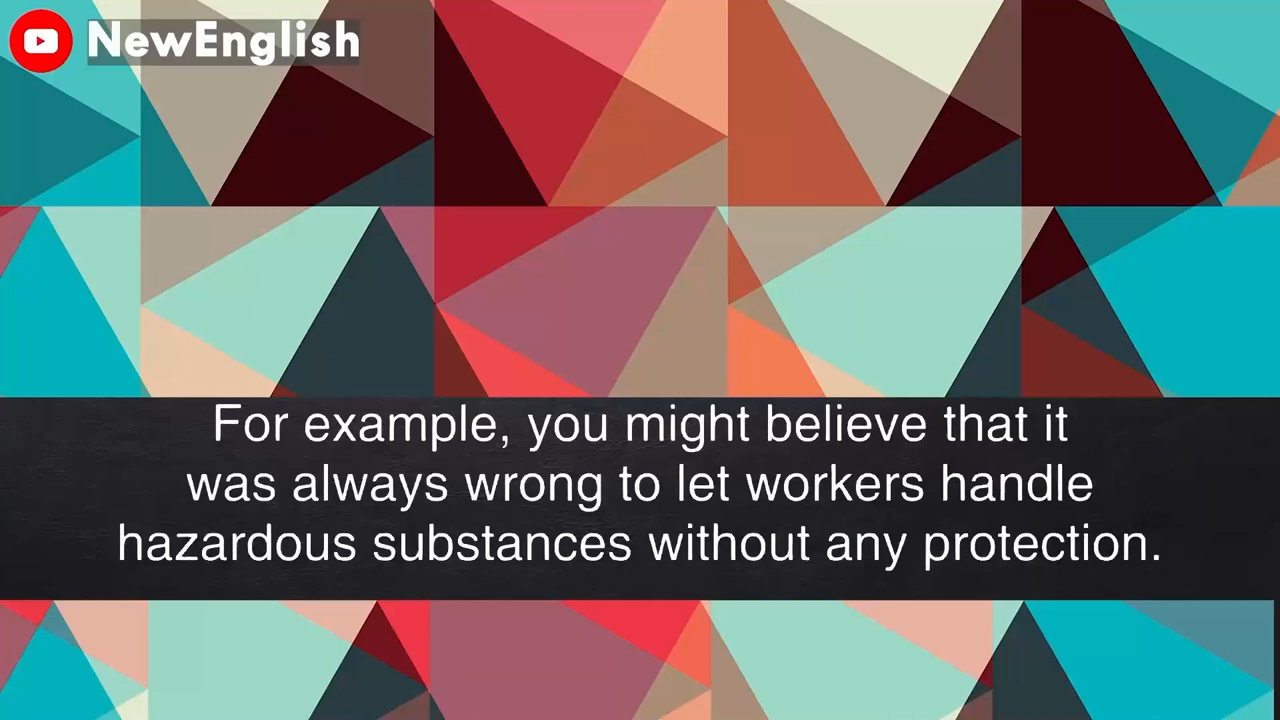 NewEnglish
For example, you might believe that it
was always wrong to let workers handle
hazardous substances without any protection.